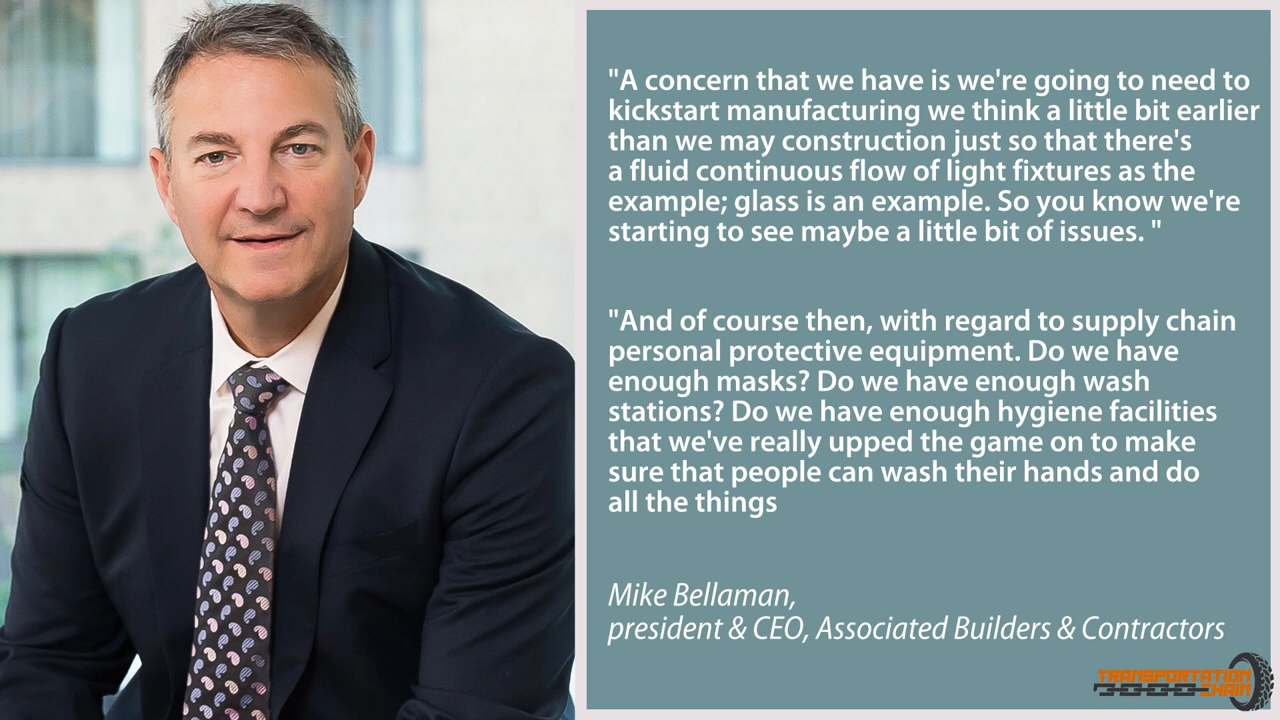 "A concern that we have is we're going to need to
kickstart manufacturing we think a little bit earlier
than we may construction just so that there's
a fluid continuous flow of light fixtures as the
example; glass is an example. So you know we're
starting to see maybe a little bit of issues. "
"And of course then, with regard to supply chain
personal protective equipment. Do we have
enough masks? Do we have enough wash
stations? Do we have enough hygiene facilities
that we've really upped the game on to make
sure that people can wash their hands and do
all the things
Mike Bellaman,
president & CEO, Associated Builders & Contractors
TRANSPORTATION
CHAIN